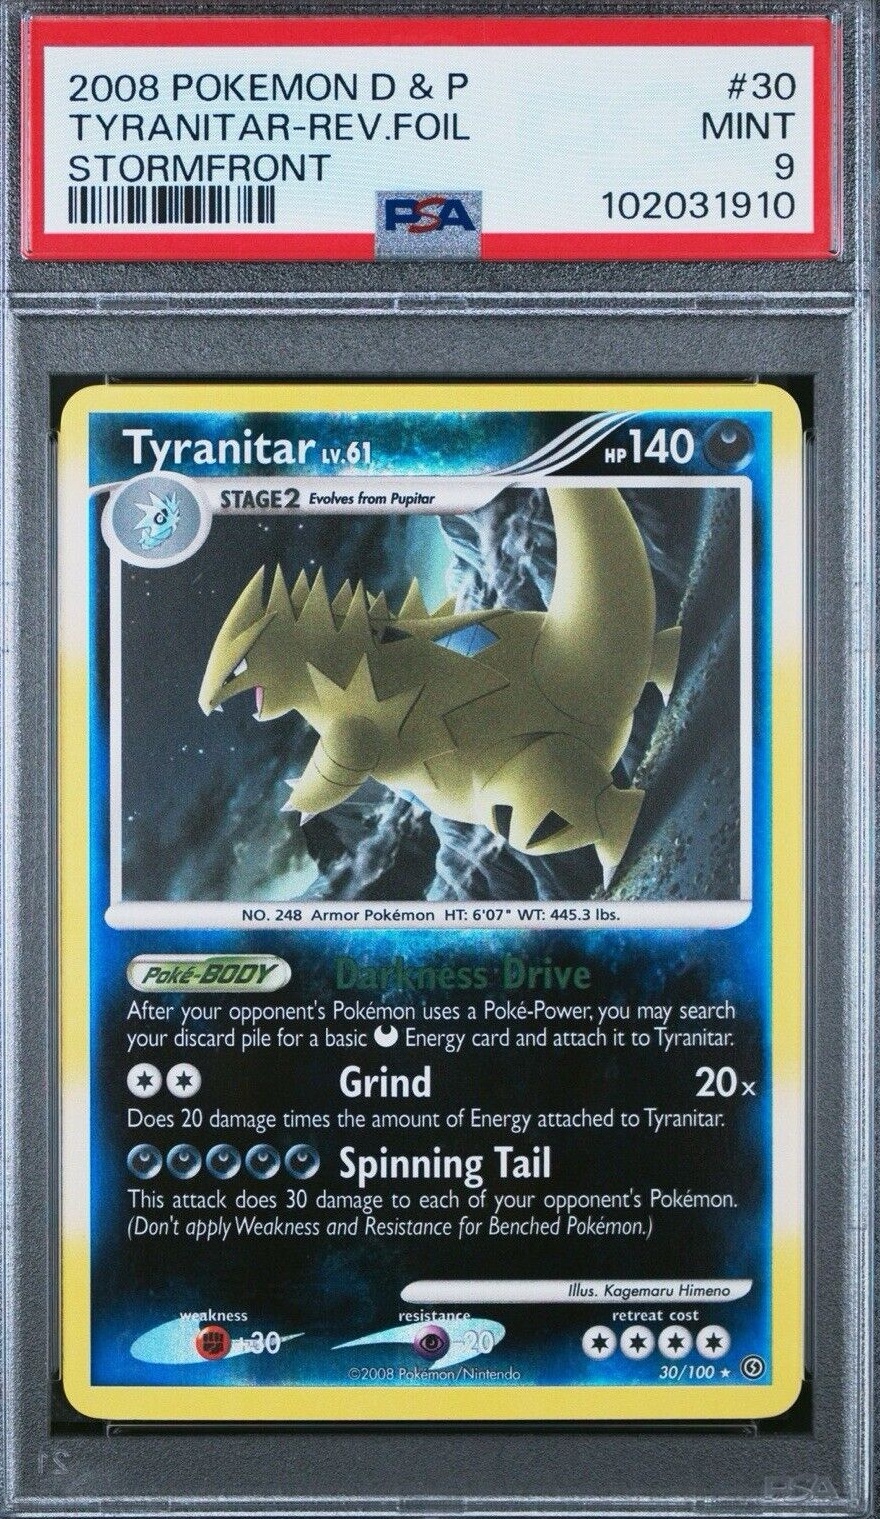 2008 POKEMON D & P #30
TYRANITAR-REV.FOIL MINT
STORMFRONT 9
PSA 102031910
Tyranitar LV.61 HP 140
STAGE2 Evolves from Pupitar
NO. 248 Armor Pokémon HT: 6'07" WT: 445.3 lbs.
Poké-BODY Darkness Drive
After your opponent's Pokémon uses a Poké-Power, you may search
your discard pile for a basic Energy card and attach it to Tyranitar.
Grind 20x
Does 20 damage times the amount of Energy attached to Tyranitar.
Spinning Tail
This attack does 30 damage to each of your opponent's Pokémon.
(Don't apply Weakness and Resistance for Benched Pokémon.)
Illus. Kagemaru Himeno
weakness resistance retreat cost
+30 -20
©2008 Pokémon/Nintendo 30/100 ★
PSA